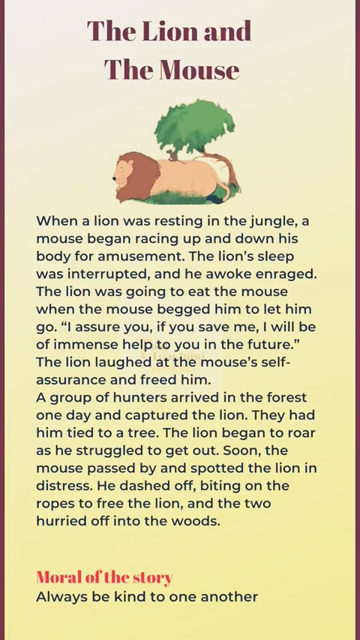 The Lion and
The Mouse
When a lion was resting in the jungle, a
mouse began racing up and down his
body for amusement. The lion's sleep
was interrupted, and he awoke enraged.
The lion was going to eat the mouse
when the mouse begged him to let him
go. “I assure you, if you save me, I will be
of immense help to you in the future.”
The lion laughed at the mouse's self-
assurance and freed him.
A group of hunters arrived in the forest
one day and captured the lion. They had
him tied to a tree. The lion began to roar
as he struggled to get out. Soon, the
mouse passed by and spotted the lion in
distress. He dashed off, biting on the
ropes to free the lion, and the two
hurried off into the woods.
Moral of the story
Always be kind to one another